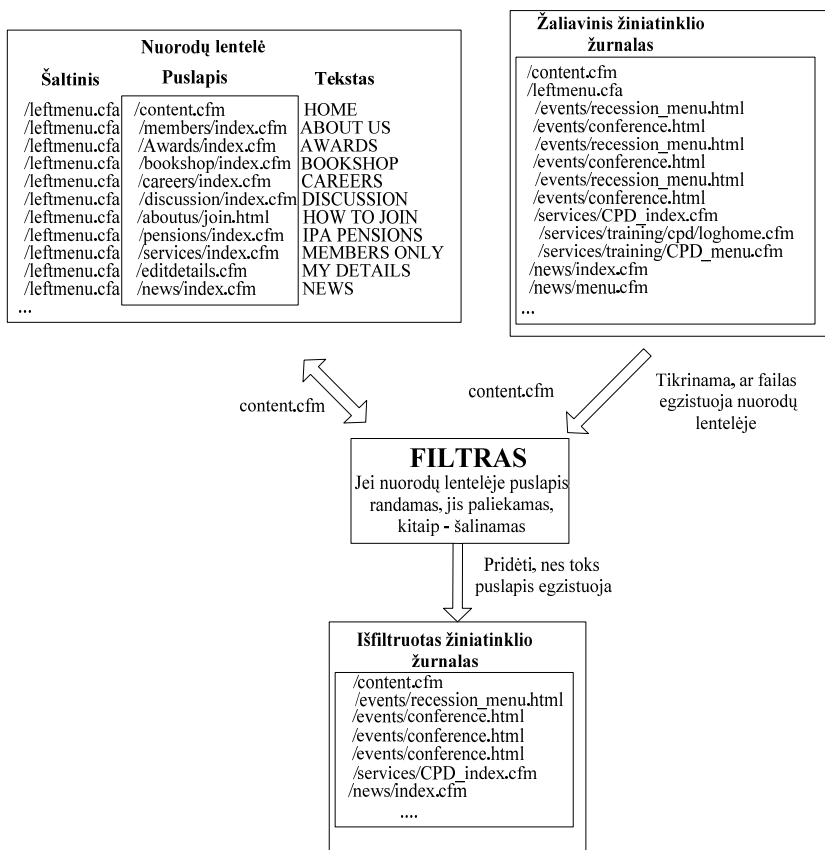 Nuorodų lentelė
Šaltinis Puslapis Tekstas
/leftmenu.cfa /content.cfm HOME
/leftmenu.cfa /members/index.cfm ABOUT US
/leftmenu.cfa /Awards/index.cfm AWARDS
/leftmenu.cfa /bookshop/index.cfm BOOKSHOP
/leftmenu.cfa /careers/index.cfm CAREERS
/leftmenu.cfa /discussion/index.cfm DISCUSSION
/leftmenu.cfa /aboutus/join.html HOW TO JOIN
/leftmenu.cfa /pensions/index.cfm IPA PENSIONS
/leftmenu.cfa /services/index.cfm MEMBERS ONLY
/leftmenu.cfa /editdetails.cfm MY DETAILS
/leftmenu.cfa /news/index.cfm NEWS
...
Žaliavinis žiniatinklio
žurnalas
/content.cfm
/leftmenu.cfa
/events/recession_menu.html
/events/conference.html
/events/recession_menu.html
/events/conference.html
/events/recession_menu.html
/events/conference.html
/services/CPD_index.cfm
/services/training/cpd/loghome.cfm
/services/training/CPD_menu.cfm
/news/index.cfm
/news/menu.cfm
...
content.cfm
content.cfm
Tikrinama, ar failas
egzistuoja nuorodų
lentelėje
FILTRAS
Jei nuorodų lentelėje puslapis
randamas, jis paliekamas,
kitaip - šalinamas
Pridėti, nes toks
puslapis egzistuoja
Išfiltruotas žiniatinklio
žurnalas
/content.cfm
/events/recession_menu.html
/events/conference.html
/events/conference.html
/events/conference.html
/services/CPD_index.cfm
/news/index.cfm
....